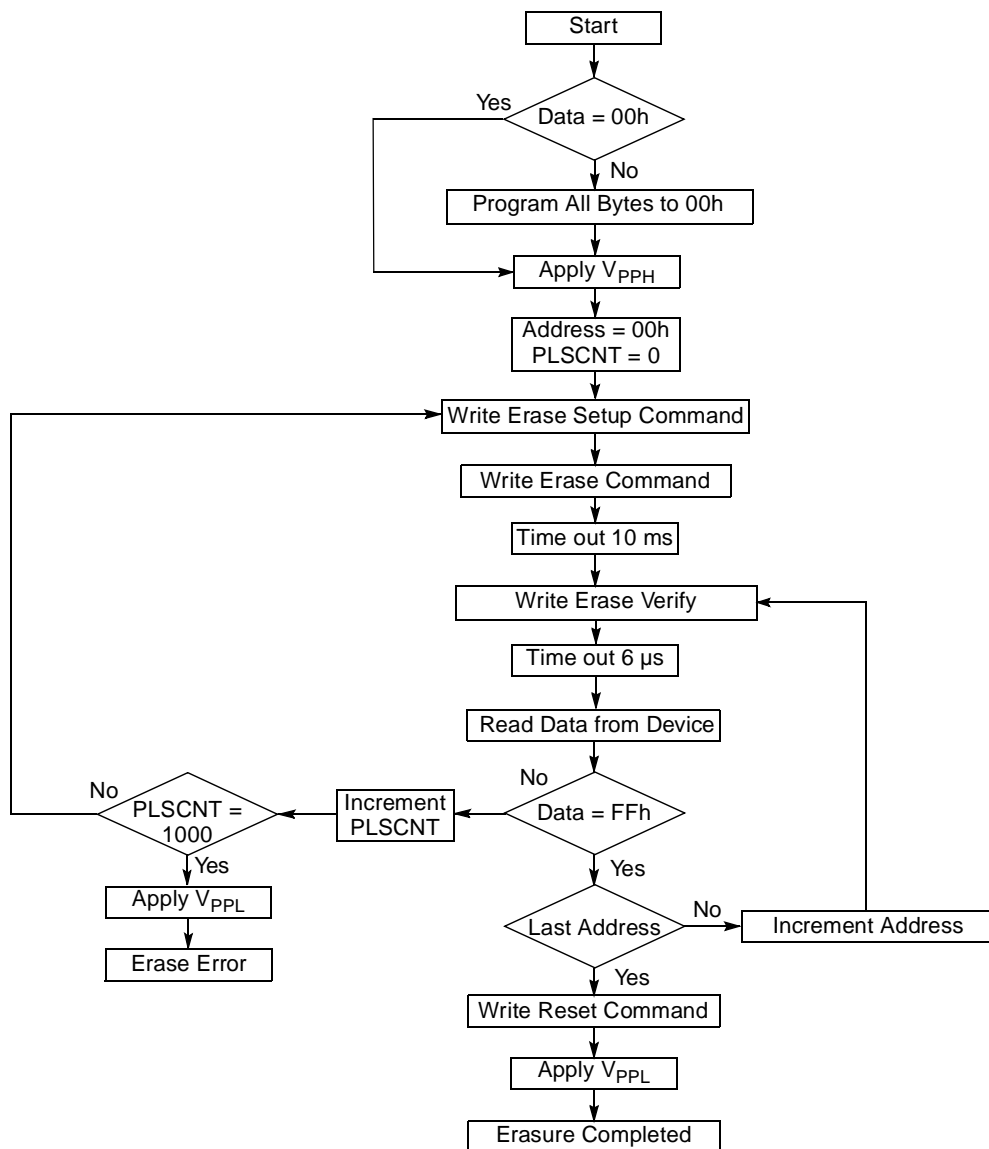 Start
Yes
Data = 00h
No
Program All Bytes to 00h
Apply VPPH
Address = 00h
PLSCNT = 0
Write Erase Setup Command
Write Erase Command
Time out 10 ms
Write Erase Verify
Time out 6 µs
Read Data from Device
No
Data = FFh
Increment
PLSCNT
No
PLSCNT =
1000
Yes
Apply VPPL
Erase Error
Yes
Last Address
No
Increment Address
Yes
Write Reset Command
Apply VPPL
Erasure Completed